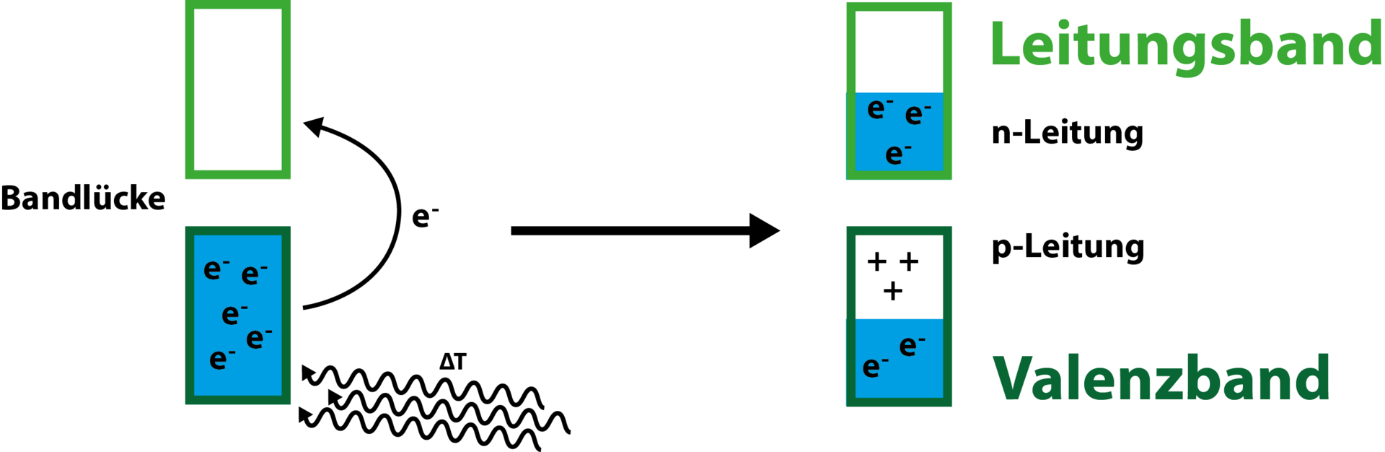 Leitungsband
e⁻ e⁻
n-Leitung
e⁻
Bandlücke
e⁻
p-Leitung
+ +
+
e⁻ e⁻
e⁻
e⁻
e⁻
ΔT
e⁻
e⁻
Valenzband